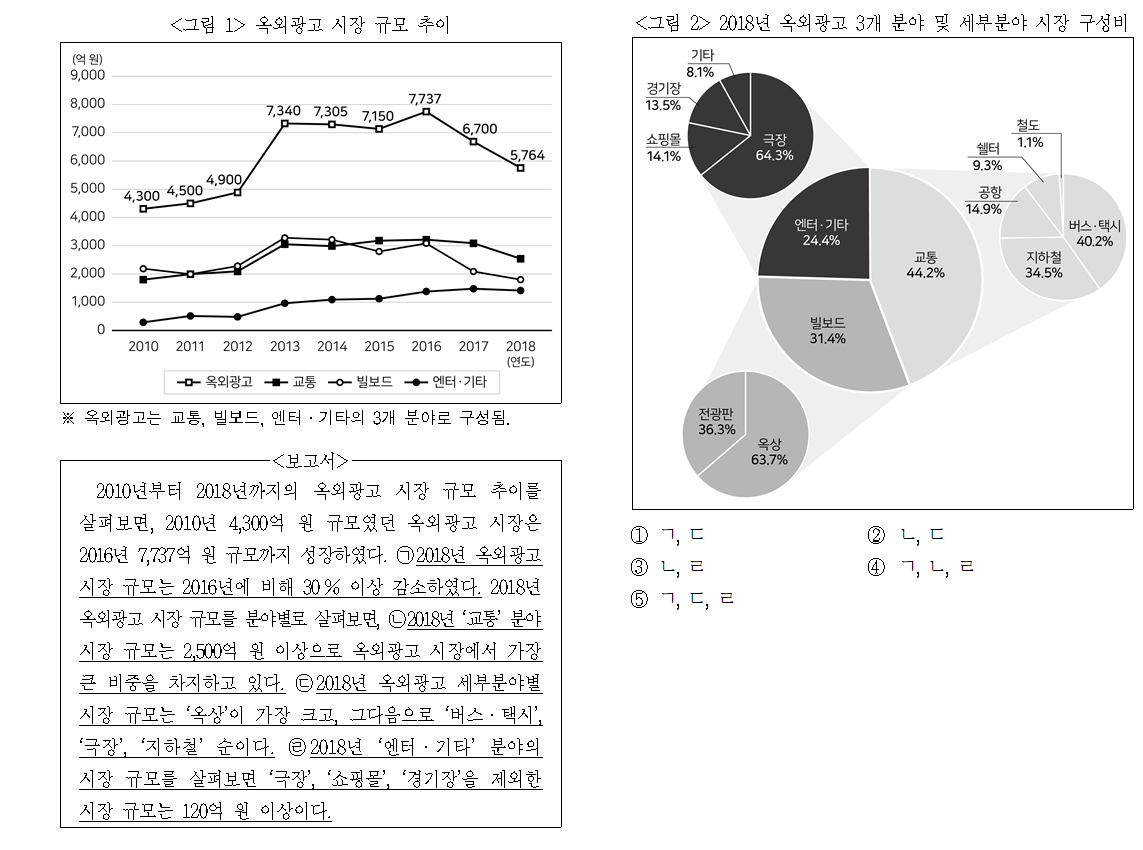 <그림 1> 옥외광고 시장 규모 추이
(억 원)
9,000
8,000
7,000
6,000
5,000
4,000
3,000
2,000
1,000
0
4,300
4,500
4,900
7,340
7,305
7,150
7,737
6,700
5,764
2010 2011 2012 2013 2014 2015 2016 2017 2018
(연도)
옥외광고 교통 빌보드 엔터·기타
※ 옥외광고는 교통, 빌보드, 엔터·기타의 3개 분야로 구성됨.
<보고서>
2010년부터 2018년까지의 옥외광고 시장 규모 추이를
살펴보면, 2010년 4,300억 원 규모였던 옥외광고 시장은
2016년 7,737억 원 규모까지 성장하였다. ㉠2018년 옥외광고
시장 규모는 2016년에 비해 30% 이상 감소하였다. 2018년
옥외광고 시장 규모를 분야별로 살펴보면, ㉡2018년 ‘교통’ 분야
시장 규모는 2,500억 원 이상으로 옥외광고 시장에서 가장
큰 비중을 차지하고 있다. ㉢2018년 옥외광고 세부분야별
시장 규모는 ‘옥상’이 가장 크고, 그다음으로 ‘버스·택시’,
‘극장’, ‘지하철’ 순이다. ㉣2018년 ‘엔터·기타’ 분야의
시장 규모를 살펴보면 ‘극장’, ‘쇼핑몰’, ‘경기장’을 제외한
시장 규모는 120억 원 이상이다.
<그림 2> 2018년 옥외광고 3개 분야 및 세부분야 시장 구성비
기타
8.1%
경기장
13.5%
쇼핑몰
14.1%
극장
64.3%
엔터·기타
24.4%
교통
44.2%
빌보드
31.4%
철도
1.1%
쉘터
9.3%
공항
14.9%
버스·택시
40.2%
지하철
34.5%
전광판
36.3%
옥상
63.7%
① ㄱ, ㄷ
② ㄴ, ㄷ
③ ㄴ, ㄹ
④ ㄱ, ㄴ, ㄹ
⑤ ㄱ, ㄷ, ㄹ